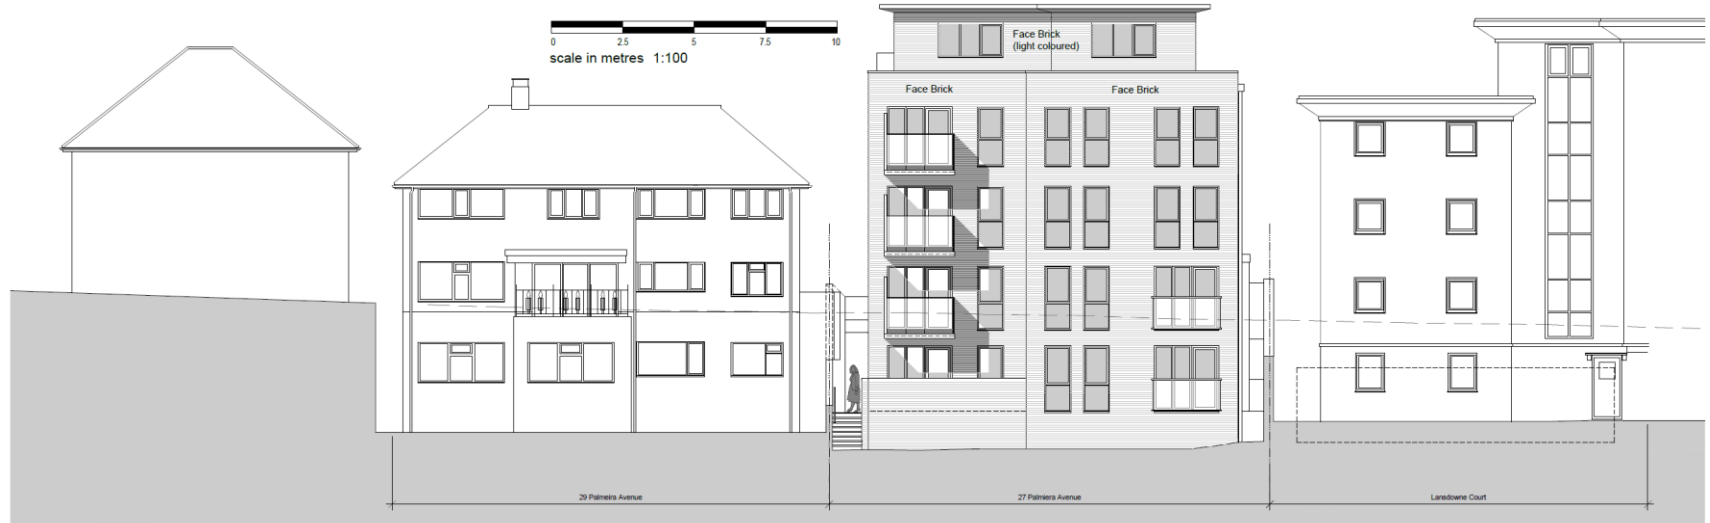 0 2.5 5 7.5 10
scale in metres 1:100
Face Brick
(light coloured)
Face Brick
Face Brick
29 Palmeira Avenue
27 Palmiera Avenue
Lansdowne Court